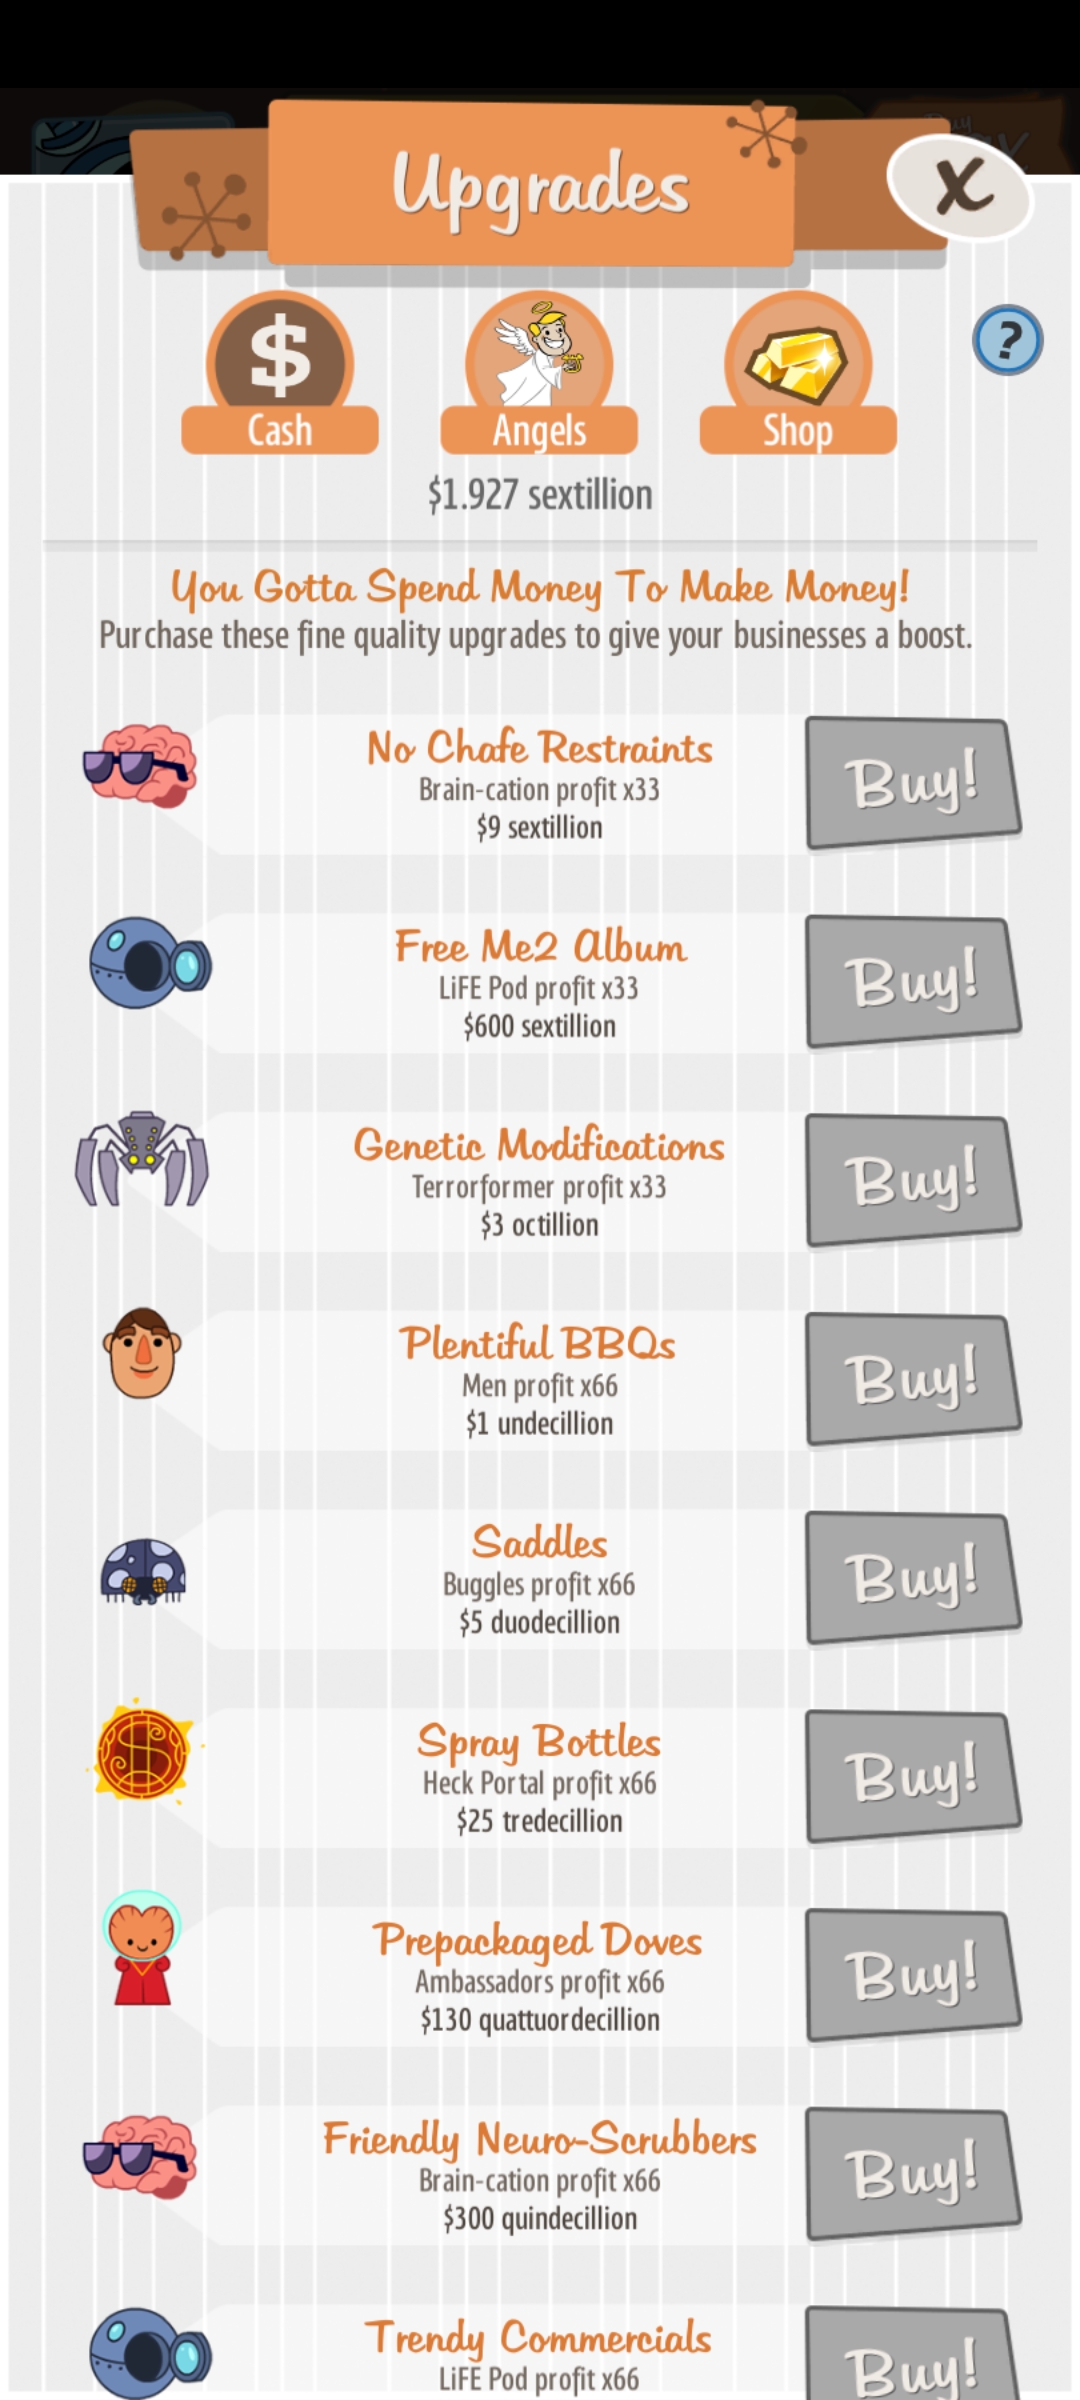 Upgrades
X
?
$
Cash
Angels
Shop
$1.927 sextillion
You Gotta Spend Money To Make Money!
Purchase these fine quality upgrades to give your businesses a boost.
No Chafe Restraints
Brain-cation profit x33
$9 sextillion
Buy!
Free Me2 Album
LiFE Pod profit x33
$600 sextillion
Buy!
Genetic Modifications
Terrorformer profit x33
$3 octillion
Buy!
Plentiful BBQs
Men profit x66
$1 undecillion
Buy!
Saddles
Buggles profit x66
$5 duodecillion
Buy!
Spray Bottles
Heck Portal profit x66
$25 tredecillion
Buy!
Prepackaged Doves
Ambassadors profit x66
$130 quattuordecillion
Buy!
Friendly Neuro-Scrubbers
Brain-cation profit x66
$300 quindecillion
Buy!
Trendy Commercials
LiFE Pod profit x66
Buy!